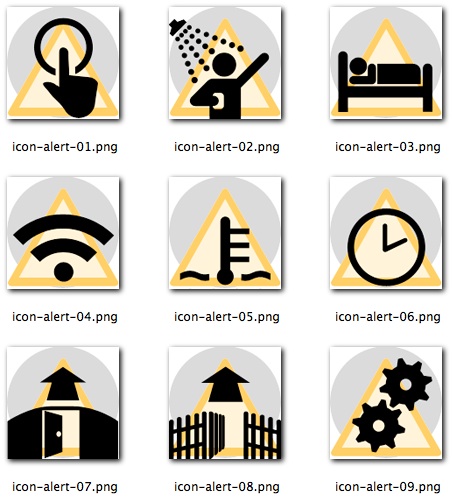 icon-alert-01.png
icon-alert-02.png
icon-alert-03.png
icon-alert-04.png
icon-alert-05.png
icon-alert-06.png
icon-alert-07.png
icon-alert-08.png
icon-alert-09.png